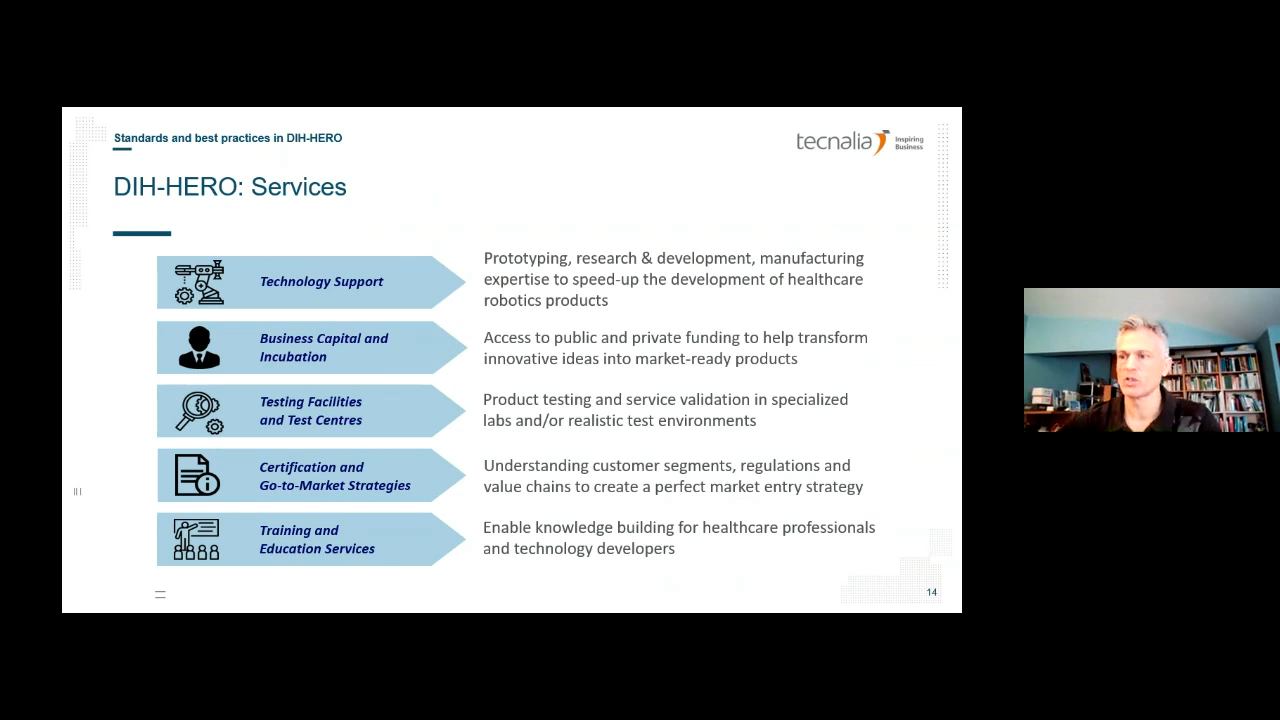 Standards and best practices in DIH-HERO
tecnalia Inspiring
Business
DIH-HERO: Services
Technology Support
Prototyping, research & development, manufacturing
expertise to speed-up the development of healthcare
robotics products
Business Capital and
Incubation
Access to public and private funding to help transform
innovative ideas into market-ready products
Testing Facilities
and Test Centres
Product testing and service validation in specialized
labs and/or realistic test environments
Certification and
Go-to-Market Strategies
Understanding customer segments, regulations and
value chains to create a perfect market entry strategy
Training and
Education Services
Enable knowledge building for healthcare professionals
and technology developers
14